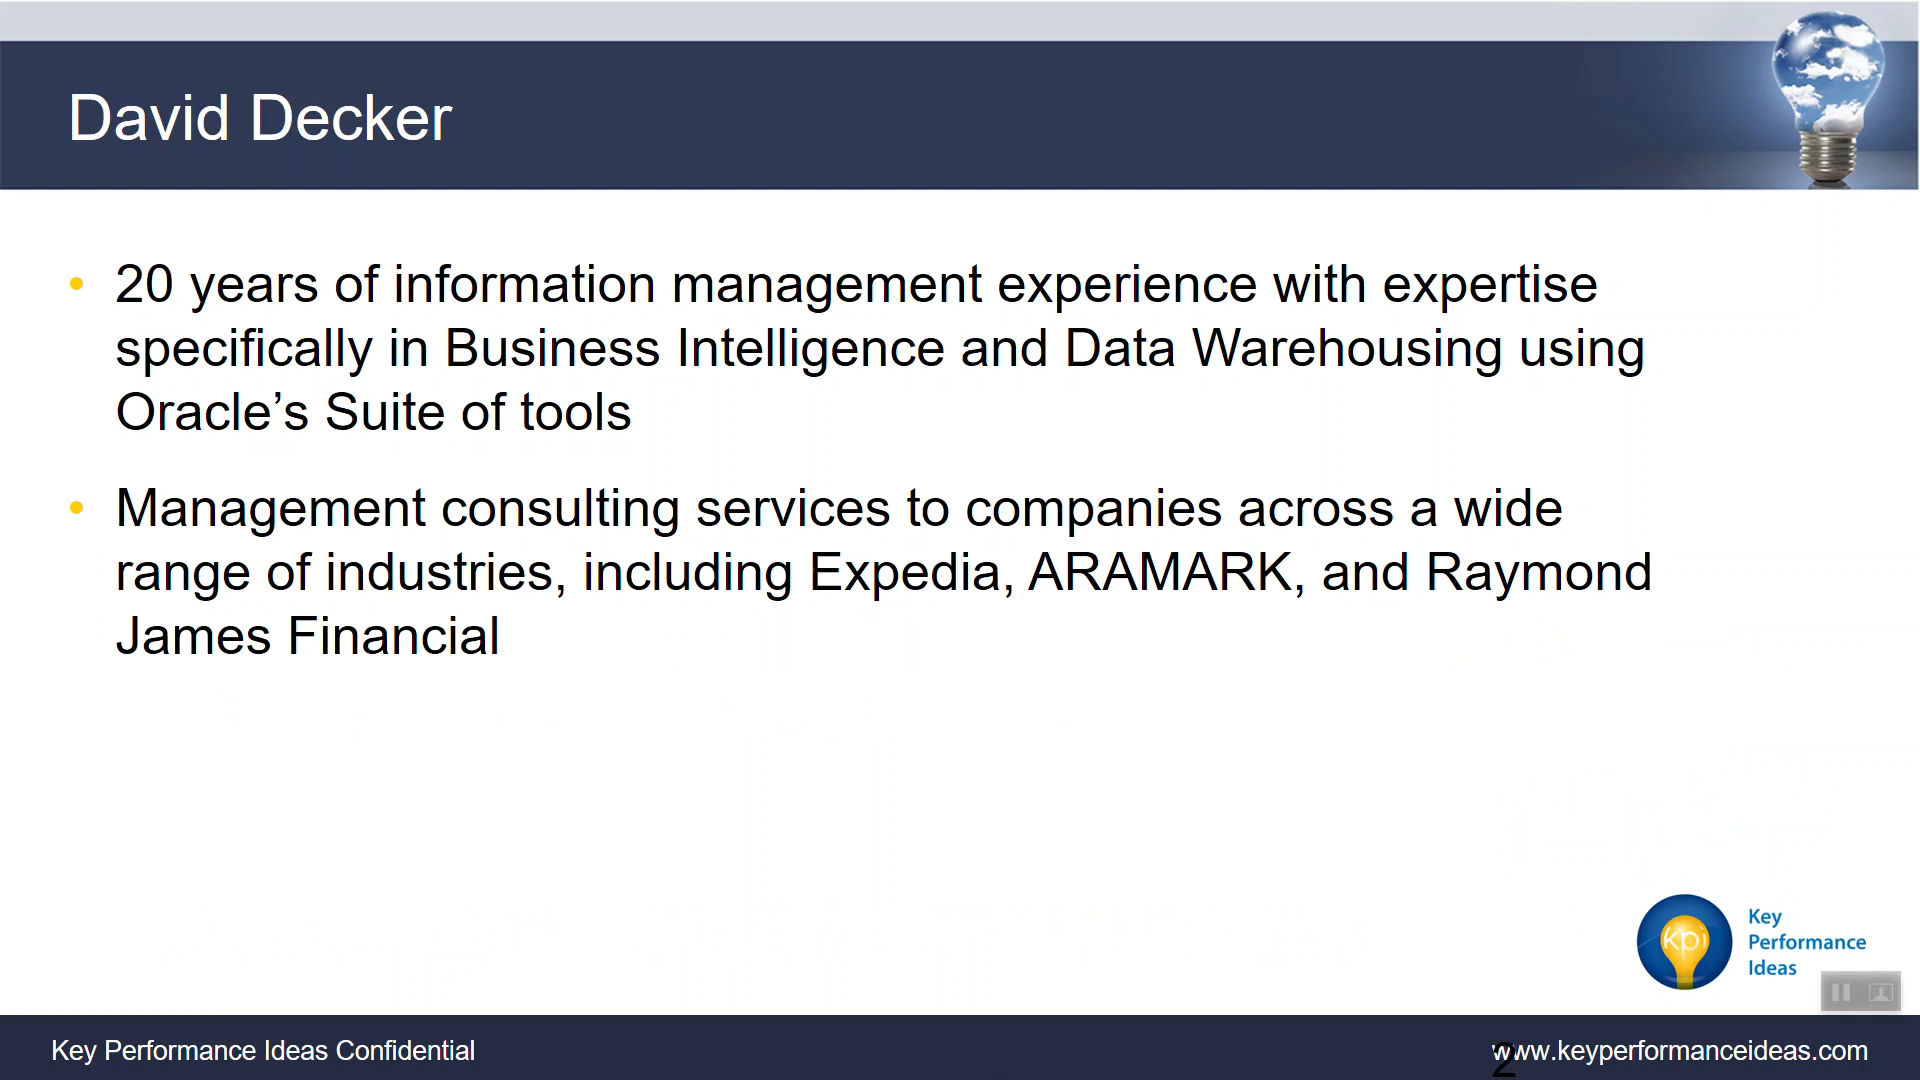 David Decker
• 20 years of information management experience with expertise
specifically in Business Intelligence and Data Warehousing using
Oracle’s Suite of tools
• Management consulting services to companies across a wide
range of industries, including Expedia, ARAMARK, and Raymond
James Financial
kpi
Key
Performance
Ideas
Key Performance Ideas Confidential
2
www.keyperformanceideas.com